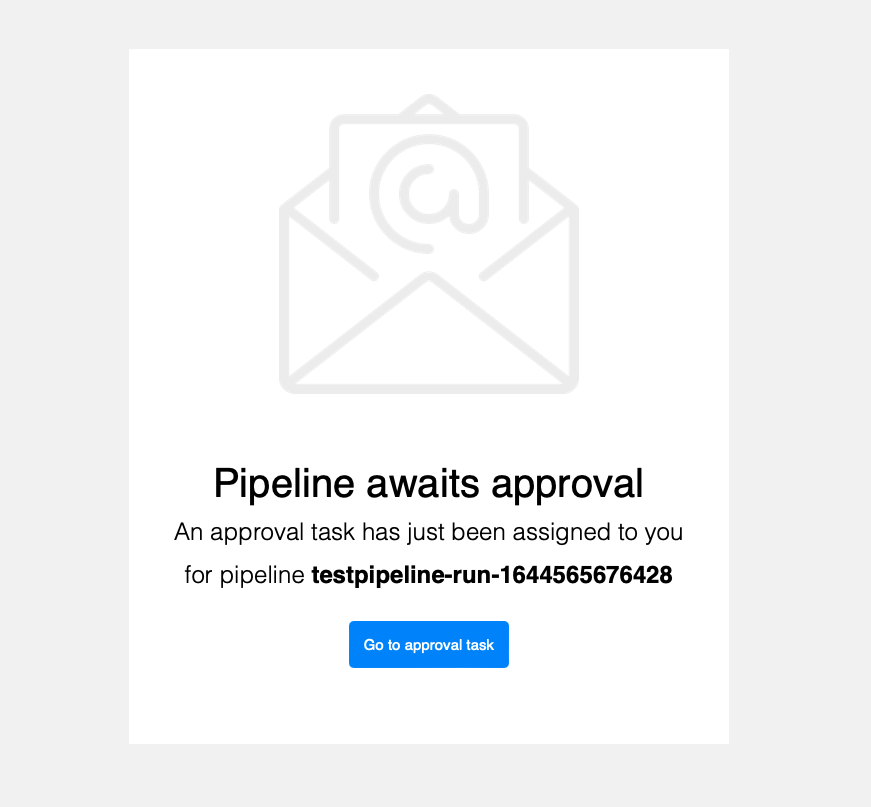 Pipeline awaits approval
An approval task has just been assigned to you
for pipeline testpipeline-run-1644565676428
Go to approval task